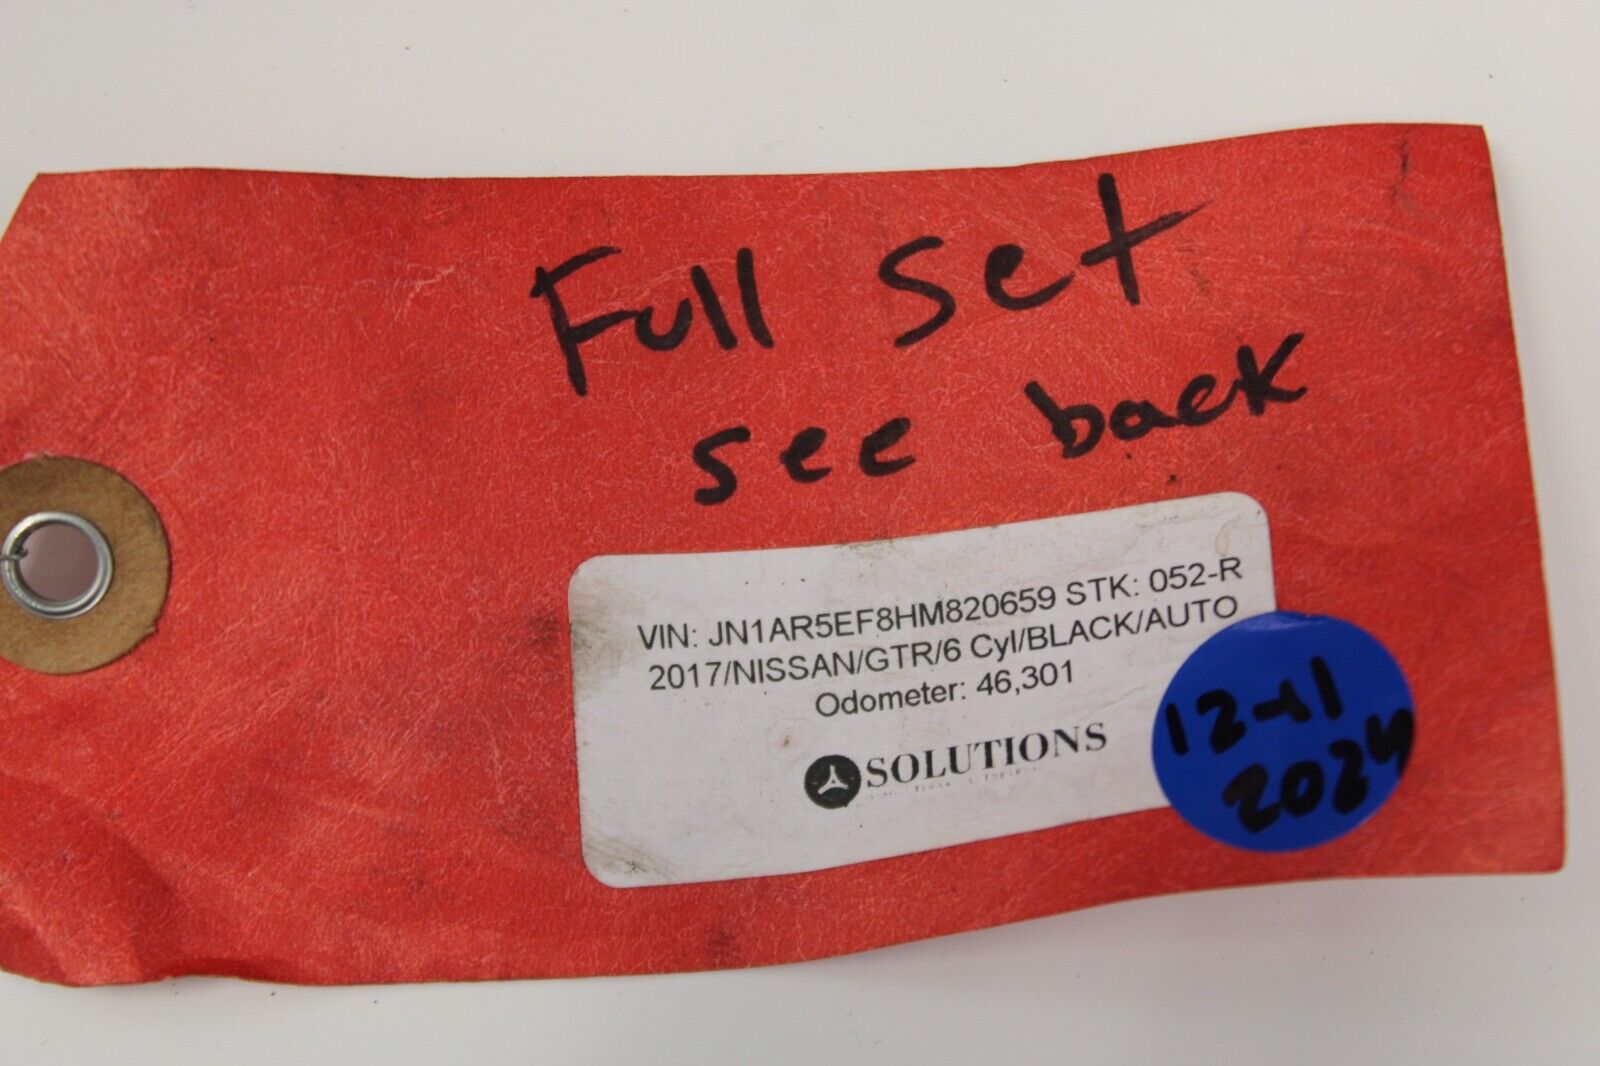 Full set
see back
VIN: JN1AR5EF8HM820659 STK: 052-R
2017/NISSAN/GTR/6 Cyl/BLACK/AUTO
Odometer: 46,301
SOLUTIONS
12-11
2024